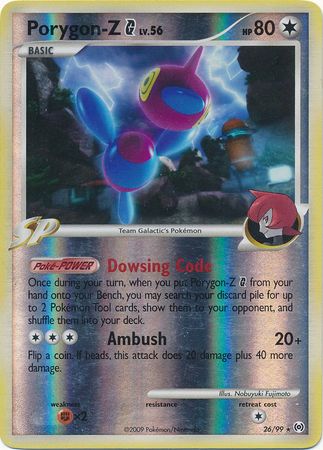 Porygon-Z G LV.56 HP 80
BASIC
SP
Team Galactic's Pokémon
Poké-POWER Dowsing Code
Once during your turn, when you put Porygon-Z G from your
hand onto your Bench, you may search your discard pile for up
to 2 Pokémon Tool cards, show them to your opponent, and
shuffle them into your deck.
Ambush 20+
Flip a coin. If heads, this attack does 20 damage plus 40 more
damage.
Illus. Nobuyuki Fujimoto
weakness resistance retreat cost
×2
©2009 Pokémon/Nintendo 26/99 ★